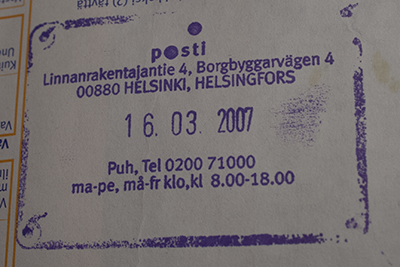 posti
Linnanrakentajantie 4, Borgbyggarvägen 4
00880 HELSINKI, HELSINGFORS
16. 03. 2007
Puh, Tel 0200 71000
ma-pe, må-fr klo,kl 8.00-18.00